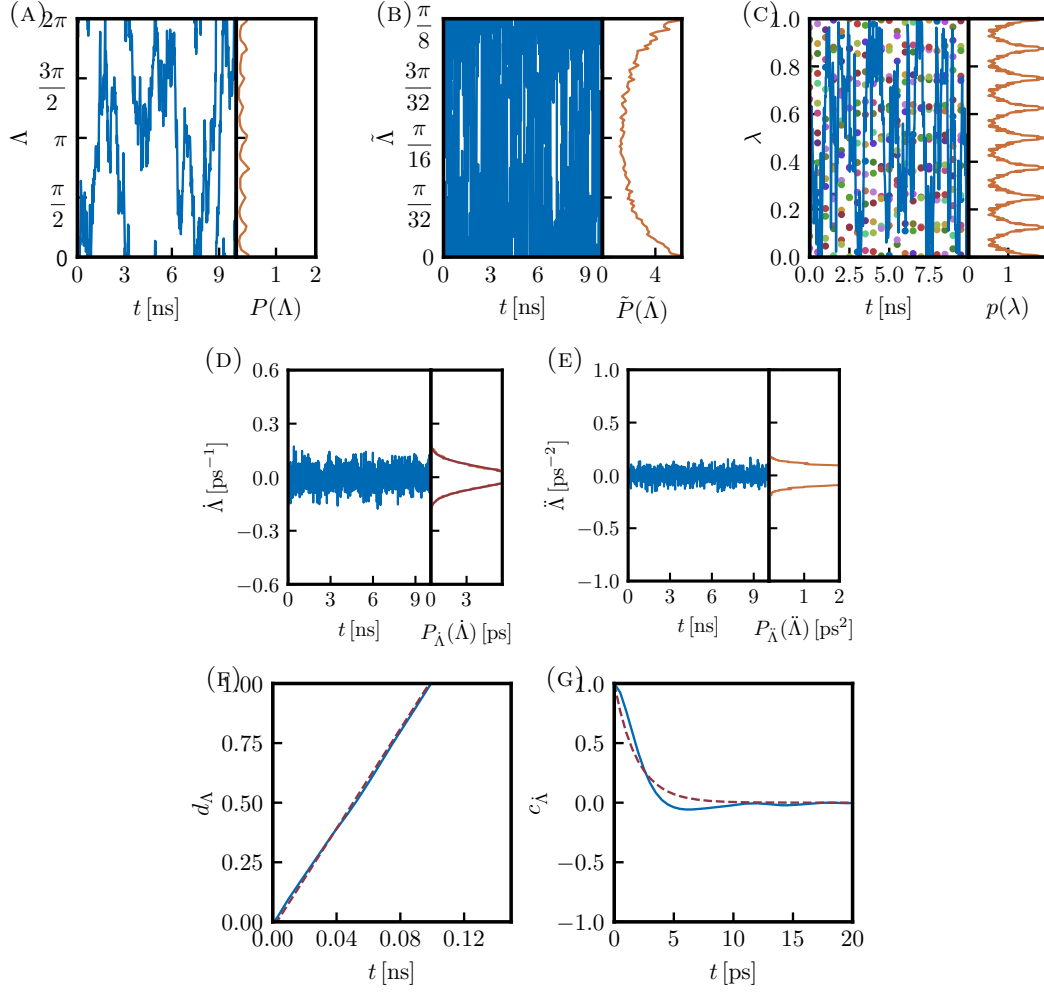 (A)
2π
3π/2
π
π/2
0
Λ
0 3 6 9
t [ns]
1 2
P(Λ)
(B)
π/8
3π/32
π/16
π/32
0
Λ̃
0 3 6 9 0
t [ns]
4
P̃(Λ̃)
(C)
1.0
0.8
0.6
0.4
0.2
0.0
λ
0.0 2.5 5.0 7.5 0
t [ns]
1
p(λ)
(D)
0.6
0.3
0.0
−0.3
−0.6
Λ̇ [ps⁻¹]
0 3 6 9 0
t [ns]
3
P_Λ̇(Λ̇) [ps]
(E)
1.0
0.5
0.0
−0.5
−1.0
Λ̈ [ps⁻²]
0 3 6 9
t [ns]
1 2
P_Λ̈(Λ̈) [ps²]
(F)
1.00
0.75
0.50
0.25
0.00
d_Λ
0.00 0.04 0.08 0.12
t [ns]
(G)
1.0
0.5
0.0
−0.5
−1.0
c_Λ̇
0 5 10 15 20
t [ps]